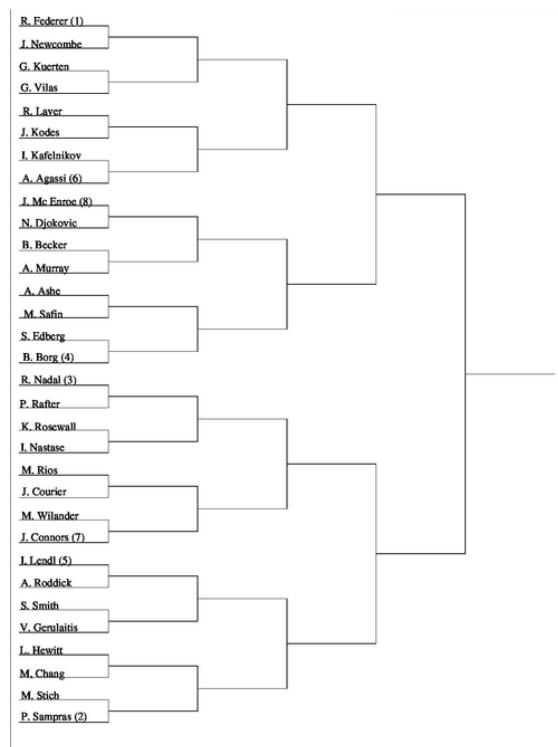 R. Federer (1)
J. Newcombe
G. Kuerten
G. Vilas
R. Laver
J. Kodes
I. Kafelnikov
A. Agassi (6)
J. Mc Enroe (8)
N. Djokovic
B. Becker
A. Murray
A. Ashe
M. Safin
S. Edberg
B. Borg (4)
R. Nadal (3)
P. Rafter
K. Rosewall
I. Nastase
M. Rios
J. Courier
M. Wilander
J. Connors (7)
I. Lendl (5)
A. Roddick
S. Smith
V. Gerulaitis
L. Hewitt
M, Chang
M. Stich
P. Sampras (2)